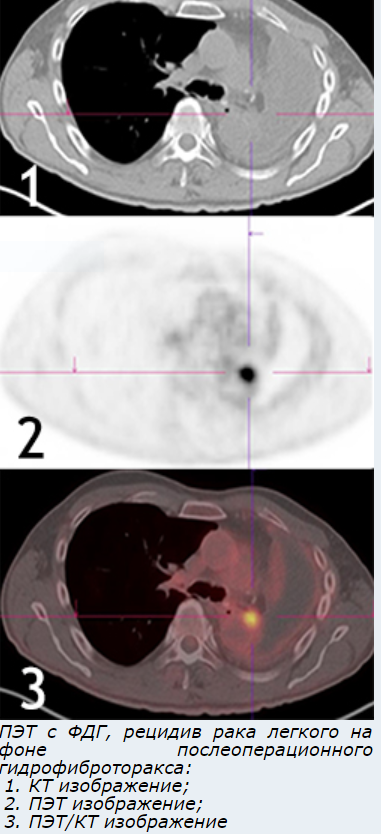 1
2
3
ПЭТ с ФДГ, рецидив рака легкого на
фоне послеоперационного
гидрофиброторакса:
1. КТ изображение;
2. ПЭТ изображение;
3. ПЭТ/КТ изображение